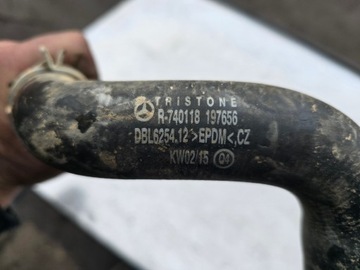 TRISTONE
R-740118 197656
DBL6254.12 >EPDM<,CZ
KW02/15 04